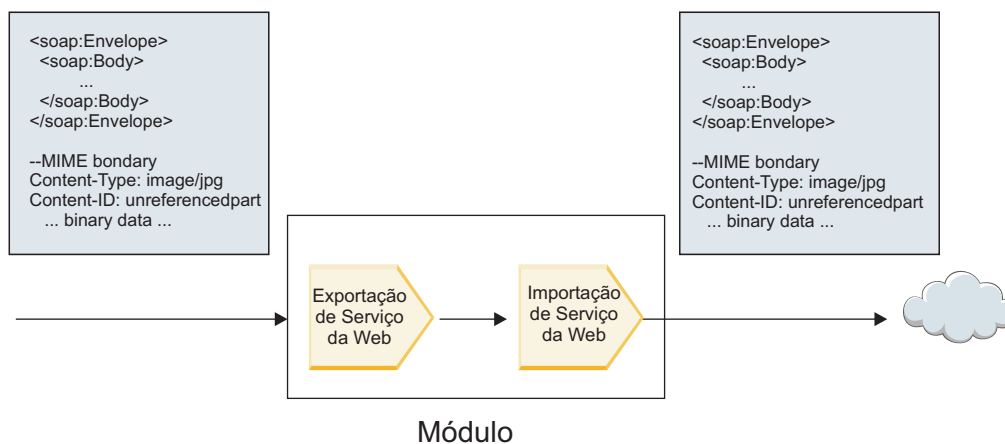 <soap:Envelope>
<soap:Body>
...
</soap:Body>
</soap:Envelope>
--MIME bondary
Content-Type: image/jpg
Content-ID: unreferencedpart
... binary data ...
<soap:Envelope>
<soap:Body>
...
</soap:Body>
</soap:Envelope>
--MIME bondary
Content-Type: image/jpg
Content-ID: unreferencedpart
... binary data ...
Exportação
de Serviço
da Web
Importação
de Serviço
da Web
Módulo